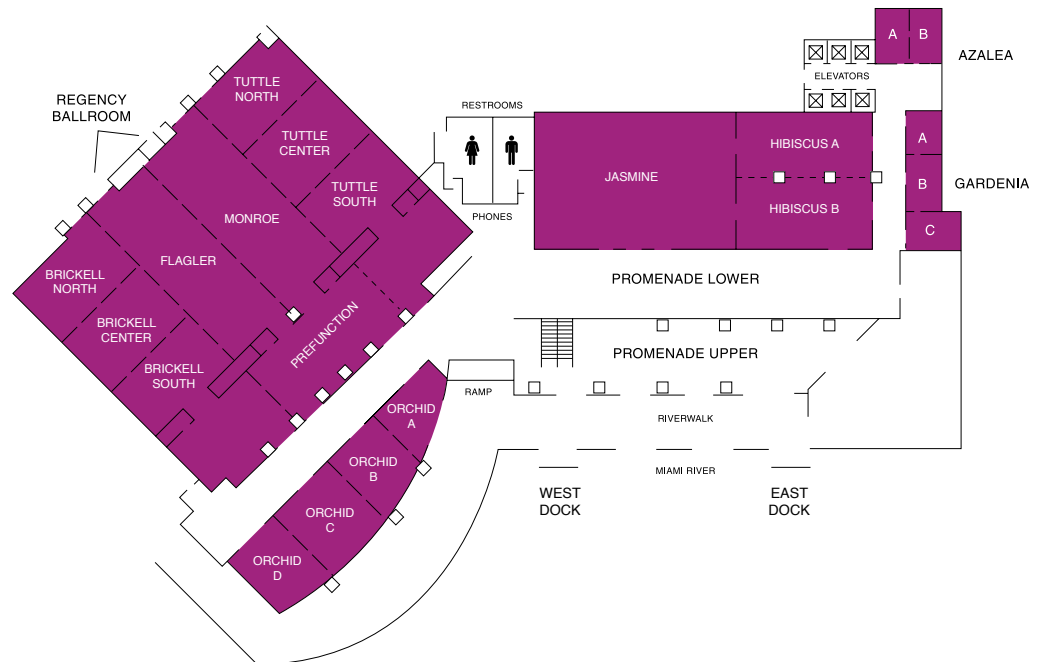 A
B
AZALEA
ELEVATORS
REGENCY
BALLROOM
TUTTLE
NORTH
TUTTLE
CENTER
TUTTLE
SOUTH
RESTROOMS
PHONES
JASMINE
HIBISCUS A
HIBISCUS B
A
B
C
GARDENIA
MONROE
FLAGLER
BRICKELL
NORTH
BRICKELL
CENTER
BRICKELL
SOUTH
PREFUNCTION
PROMENADE LOWER
PROMENADE UPPER
RAMP
RIVERWALK
MIAMI RIVER
WEST
DOCK
EAST
DOCK
ORCHID
A
ORCHID
B
ORCHID
C
ORCHID
D